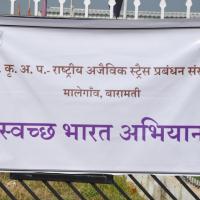 . कृ. अ. प.- राष्ट्रीय अजैविक स्ट्रैस प्रबंधन संस
मालेगाँव, बारामती
स्वच्छ भारत अभियान